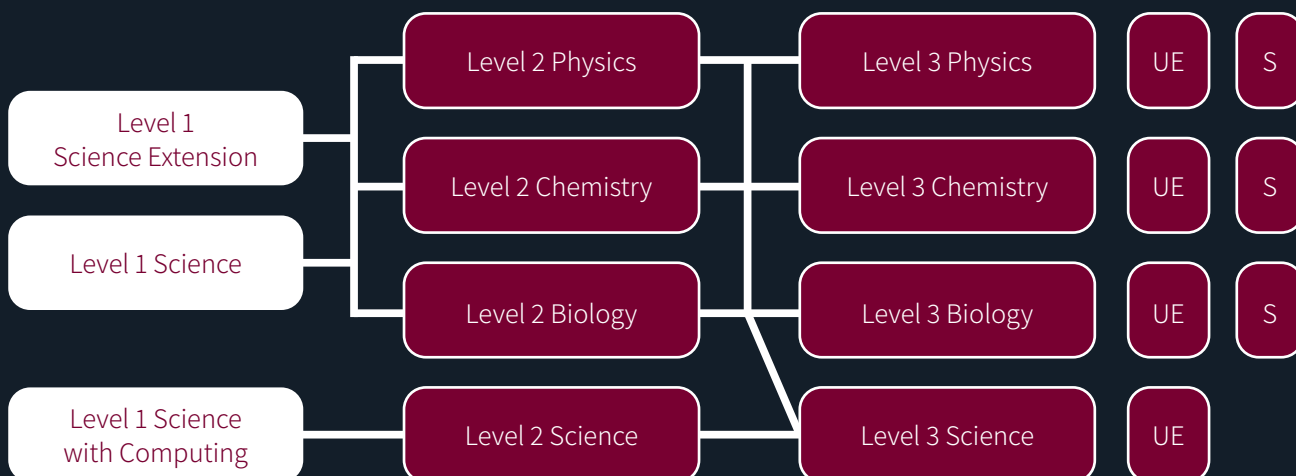 Level 1
Science Extension
Level 1 Science
Level 1 Science
with Computing
Level 2 Physics
Level 2 Chemistry
Level 2 Biology
Level 2 Science
Level 3 Physics
Level 3 Chemistry
Level 3 Biology
Level 3 Science
UE
UE
UE
UE
S
S
S